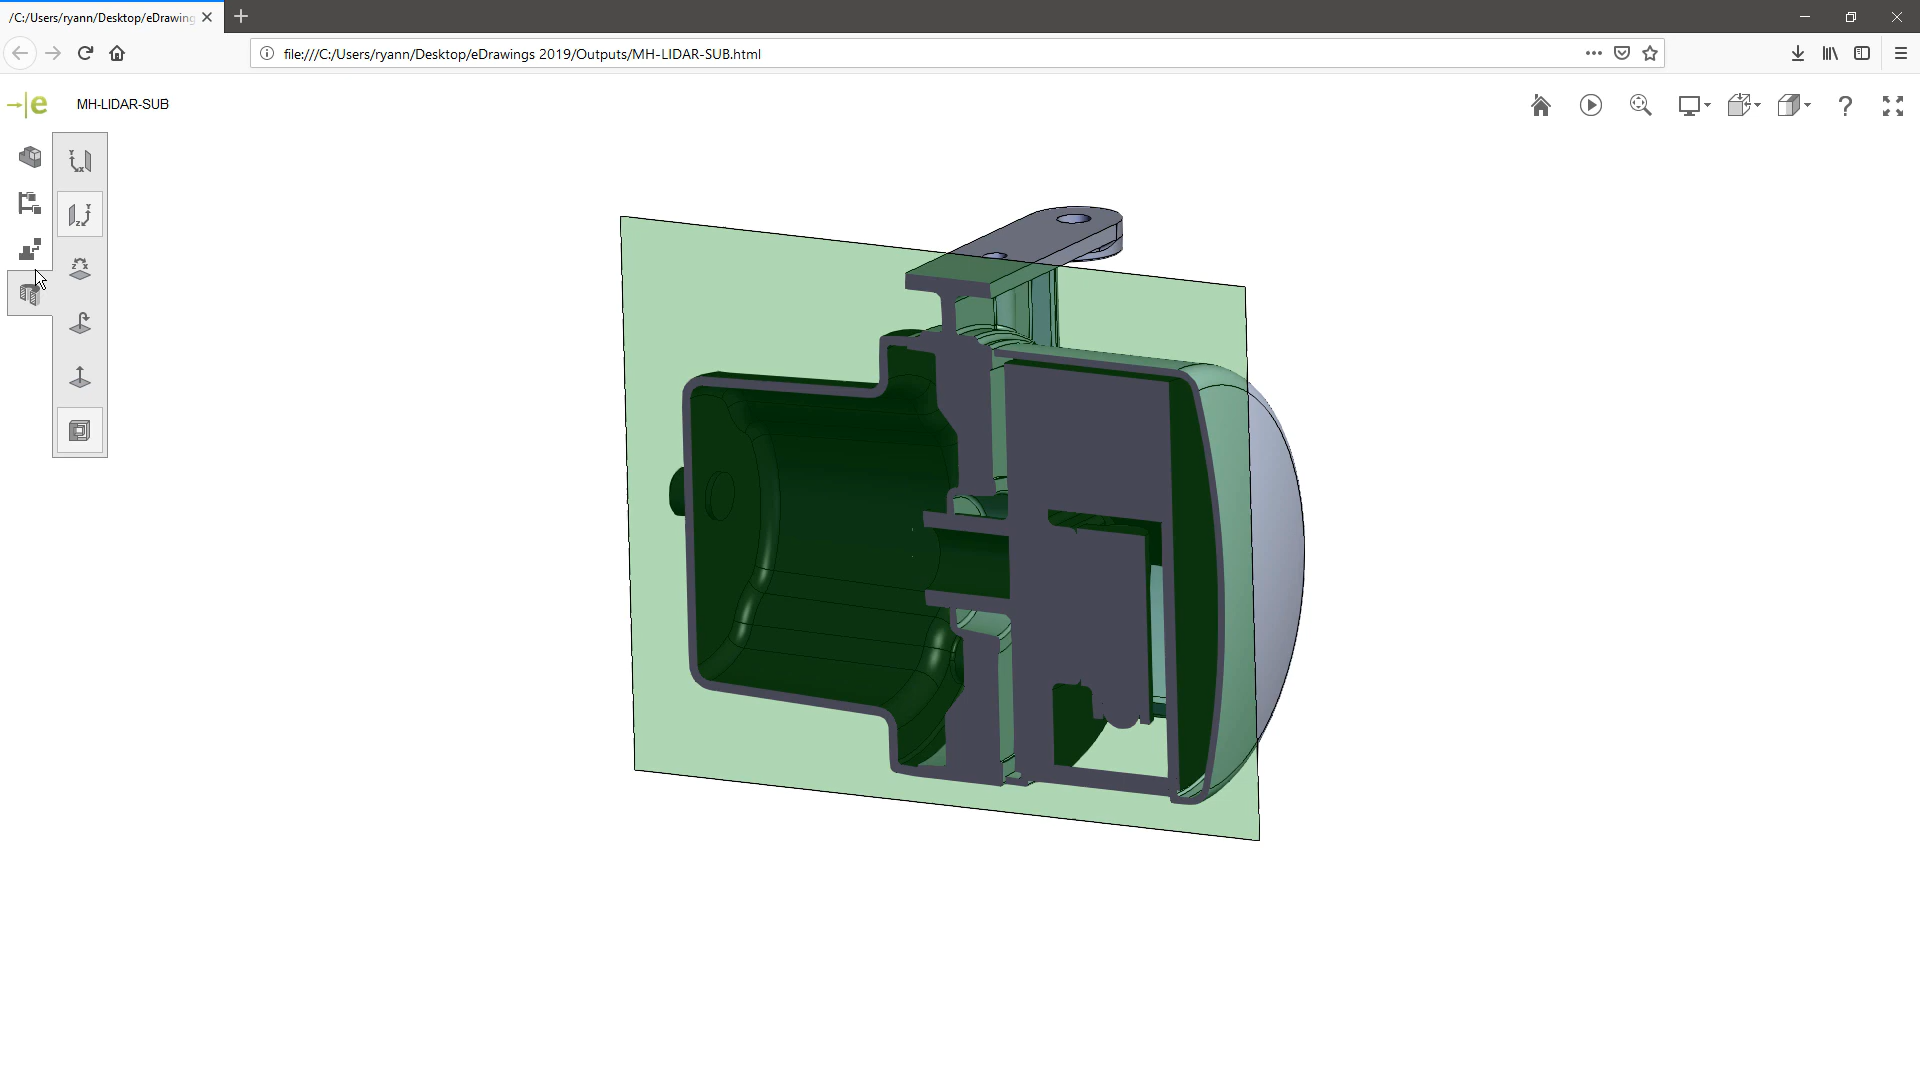 /C:/Users/ryann/Desktop/eDrawing
file:///C:/Users/ryann/Desktop/eDrawings 2019/Outputs/MH-LIDAR-SUB.html
e
MH-LIDAR-SUB
?
Y
X
Y
Z
Z X